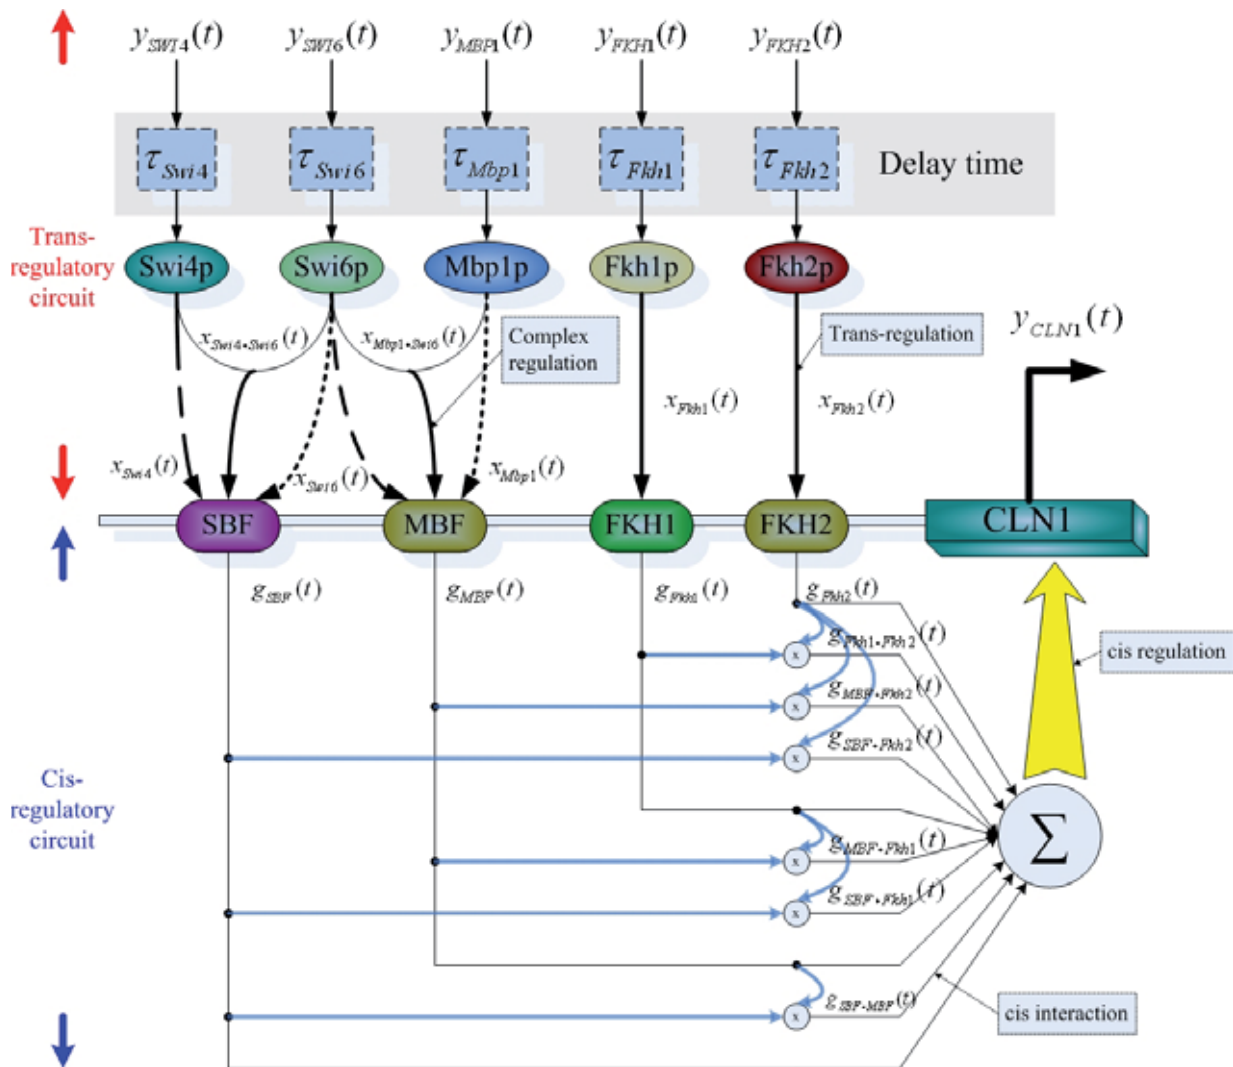 y_SWI4(t) y_SWI6(t) y_MBP1(t) y_FKH1(t) y_FKH2(t)
τ_Swi4 τ_Swi6 τ_Mbp1 τ_Fkh1 τ_Fkh2 Delay time
Trans-
regulatory
circuit
Swi4p Swi6p Mbp1p Fkh1p Fkh2p
x_Swi4•Swi6(t) x_Mbp1•Swi6(t)
Complex
regulation
Trans-regulation
y_CLN1(t)
x_Fkh1(t) x_Fkh2(t)
x_Swi4(t) x_Swi6(t) x_Mbp1(t)
SBF MBF FKH1 FKH2 CLN1
g_SBF(t) g_MBF(t) g_Fkh1(t) g_Fkh2(t)
g_Fkh1•Fkh2(t)
x
cis regulation
g_MBF•Fkh2(t)
x
g_SBF•Fkh2(t)
x
Cis-
regulatory
circuit
Σ
g_MBF•Fkh1(t)
x
g_SBF•Fkh1(t)
x
g_SBF•MBF(t)
x
cis interaction